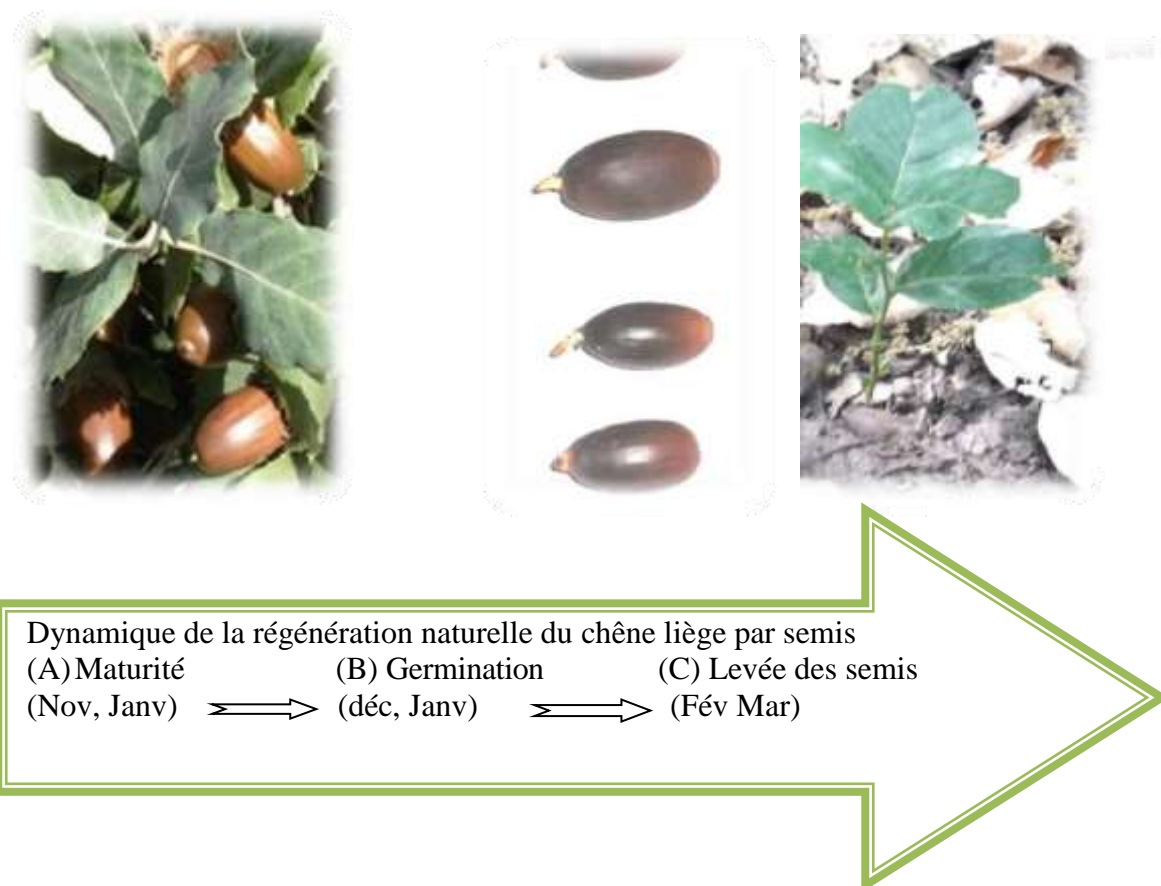 Dynamique de la régénération naturelle du chêne liège par semis
(A) Maturité (B) Germination (C) Levée des semis
(Nov, Janv) (déc, Janv) (Fév Mar)